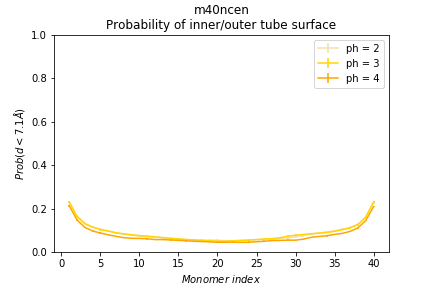 m40ncen
Probability of inner/outer tube surface
ph = 2
ph = 3
ph = 4
Prob(d < 7.1Å)
1.0
0.8
0.6
0.4
0.2
0.0
0 5 10 15 20 25 30 35 40
Monomer index